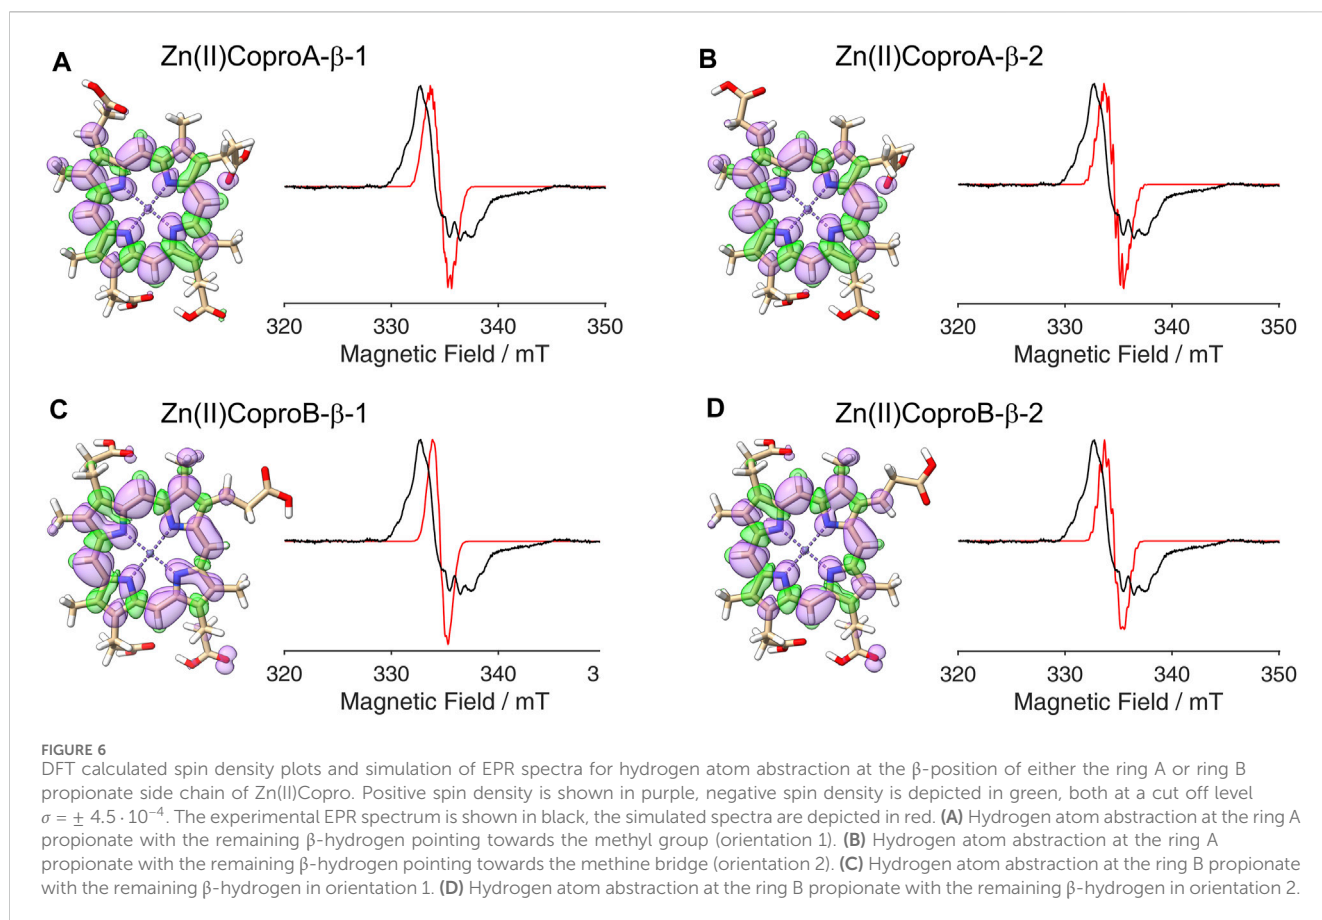 A
Zn(II)CoproA-β-1
320 330 340 350
Magnetic Field / mT
B
Zn(II)CoproA-β-2
320 330 340 350
Magnetic Field / mT
C
Zn(II)CoproB-β-1
320 330 340 3
Magnetic Field / mT
D
Zn(II)CoproB-β-2
320 330 340 350
Magnetic Field / mT
FIGURE 6
DFT calculated spin density plots and simulation of EPR spectra for hydrogen atom abstraction at the β-position of either the ring A or ring B
propionate side chain of Zn(II)Copro. Positive spin density is shown in purple, negative spin density is depicted in green, both at a cut off level
σ = ± 4.5·10⁻⁴. The experimental EPR spectrum is shown in black, the simulated spectra are depicted in red. (A) Hydrogen atom abstraction at the ring A
propionate with the remaining β-hydrogen pointing towards the methyl group (orientation 1). (B) Hydrogen atom abstraction at the ring A
propionate with the remaining β-hydrogen pointing towards the methine bridge (orientation 2). (C) Hydrogen atom abstraction at the ring B propionate
with the remaining β-hydrogen in orientation 1. (D) Hydrogen atom abstraction at the ring B propionate with the remaining β-hydrogen in orientation 2.